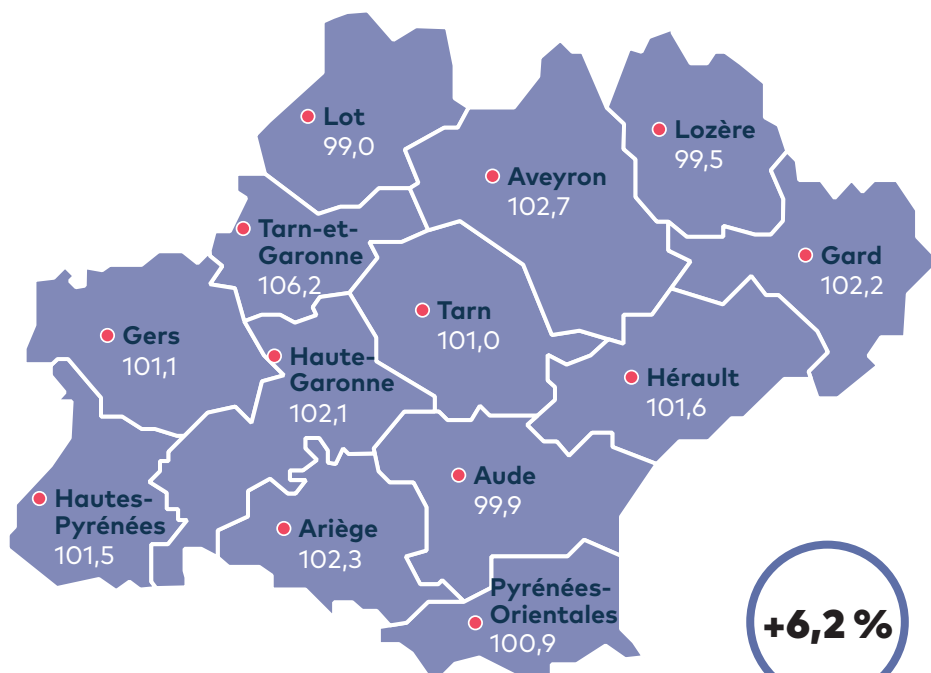 Lot
99,0
Lozère
99,5
Aveyron
102,7
Tarn-et-
Garonne
106,2
Gard
102,2
Tarn
101,0
Gers
101,1
Haute-
Garonne
102,1
Hérault
101,6
Aude
99,9
Hautes-
Pyrénées
101,5
Ariège
102,3
Pyrénées-
Orientales
100,9
+6,2 %